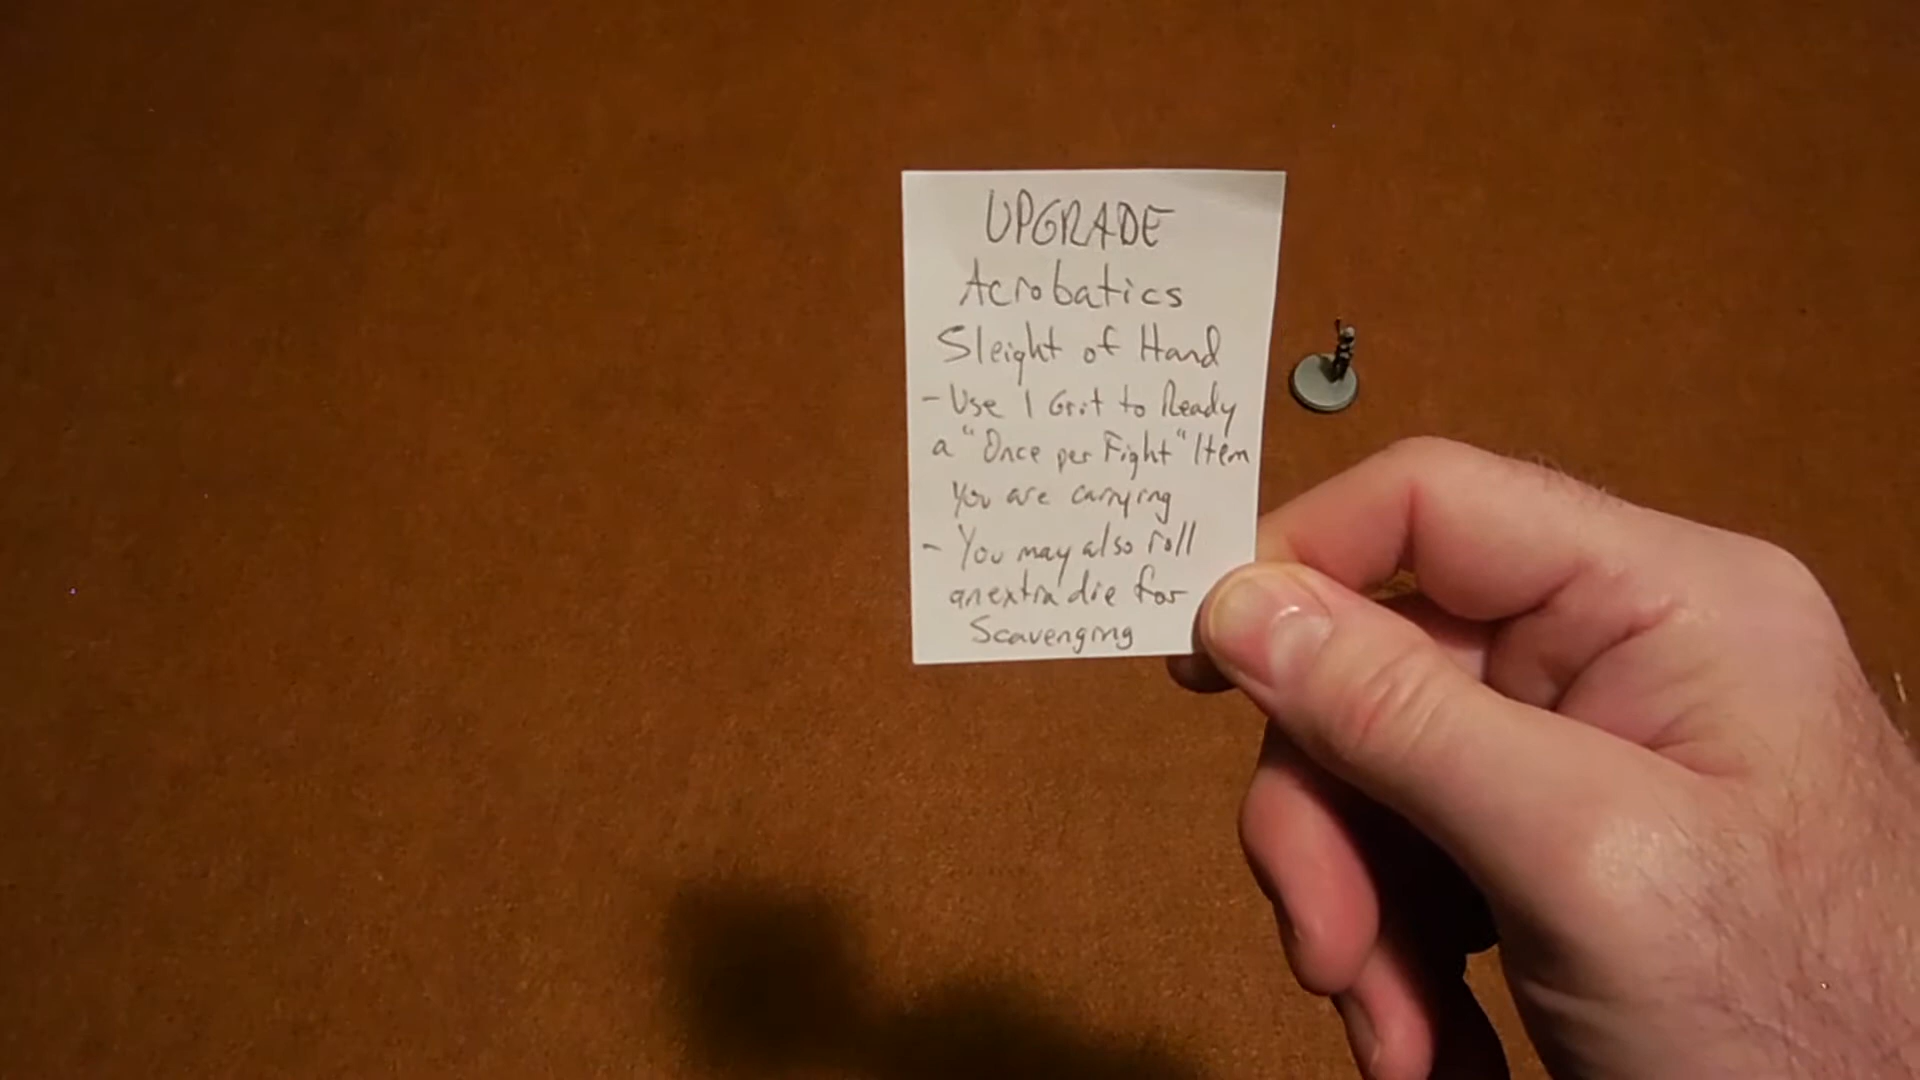 UPGRADE
Acrobatics
Sleight of Hand
- Use 1 Grit to Ready
a "Once per Fight" Item
You are carrying
- You may also roll
an extra die for
Scavenging